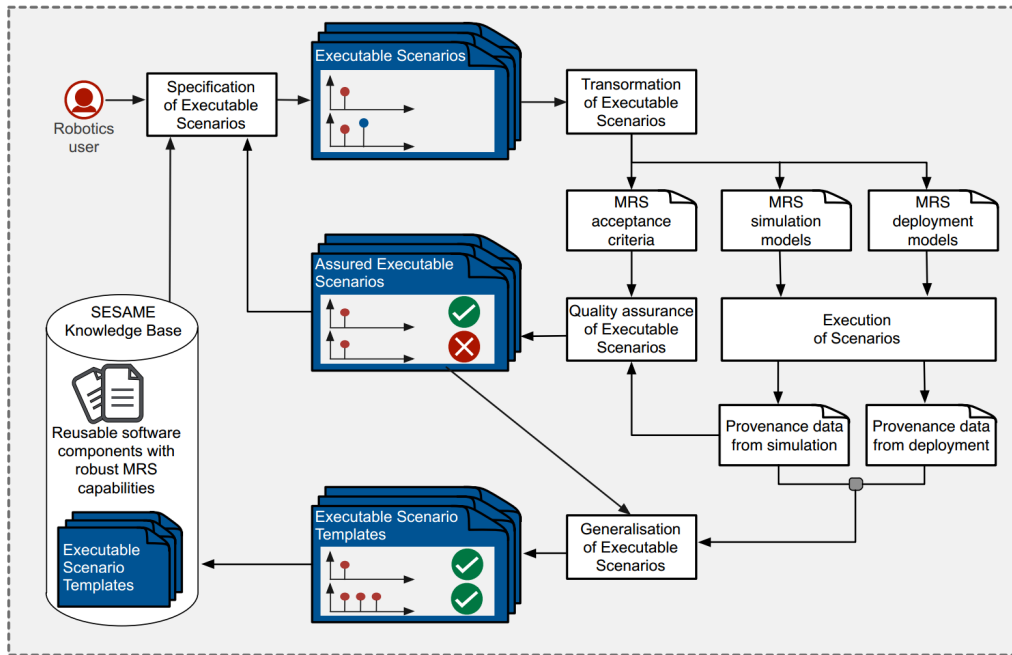 Robotics
user
Specification
of Executable
Scenarios
Executable Scenarios
Transormation
of Executable
Scenarios
MRS
acceptance
criteria
MRS
simulation
models
MRS
deployment
models
Assured Executable
Scenarios
Quality assurance
of Executable
Scenarios
Execution
of Scenarios
SESAME
Knowledge Base
Reusable software
components with
robust MRS
capabilities
Executable
Scenario
Templates
Provenance data
from simulation
Provenance data
from deployment
Executable Scenario
Templates
Generalisation
of Executable
Scenarios